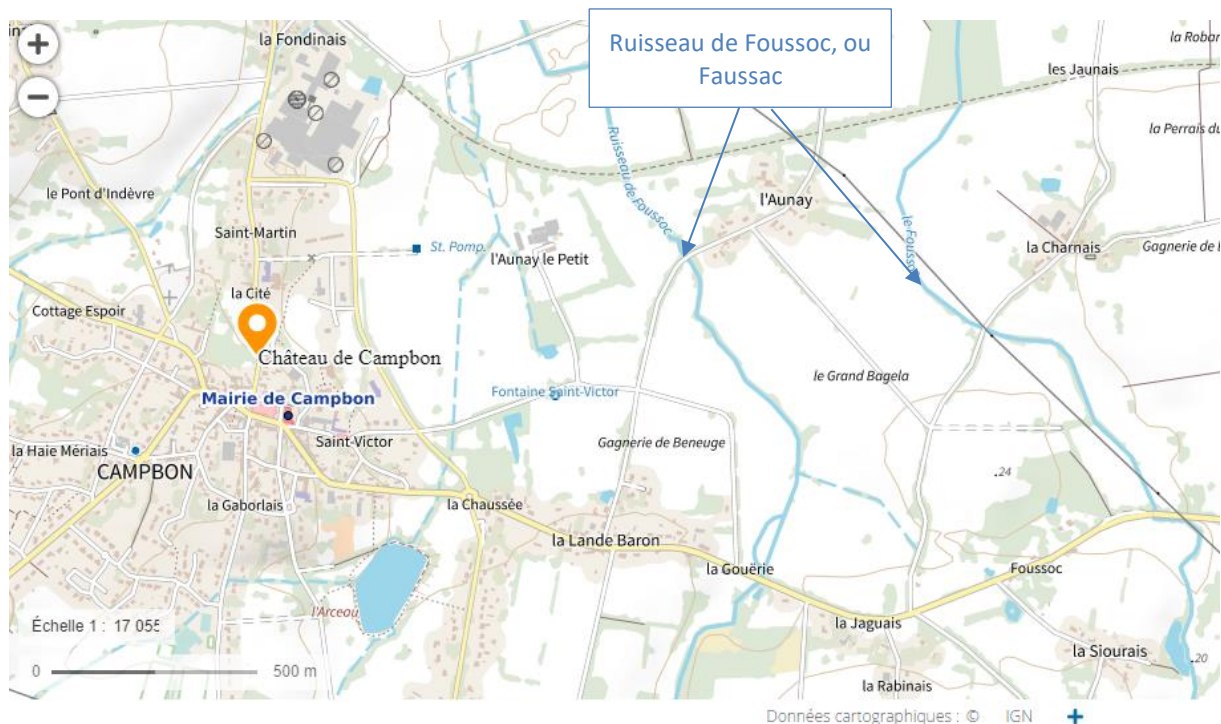 la Fondinais
Ruisseau de Foussoc, ou
Faussac
la Robar
les Jaunais
la Perrais du
Ruisseau de Foussoc
le Pont d'Indèvre
l'Aunay
Saint-Martin
St. Pomp.
l'Aunay le Petit
le Foussoc
la Charnais
Gagnerie de B
la Cité
Cottage Espoir
Château de Campbon
le Grand Bagela
Mairie de Campbon
Fontaine Saint-Victor
Saint-Victor
Gagnerie de Beneuge
la Haie Mériais
CAMPBON
.24
la Gaborlais
la Chaussée
la Lande Baron
la Gouërie
Foussoc
l'Arceau
Échelle 1 : 17 055
la Jaguais
la Siourais
.20
0 500 m
la Rabinais
Données cartographiques : © IGN +